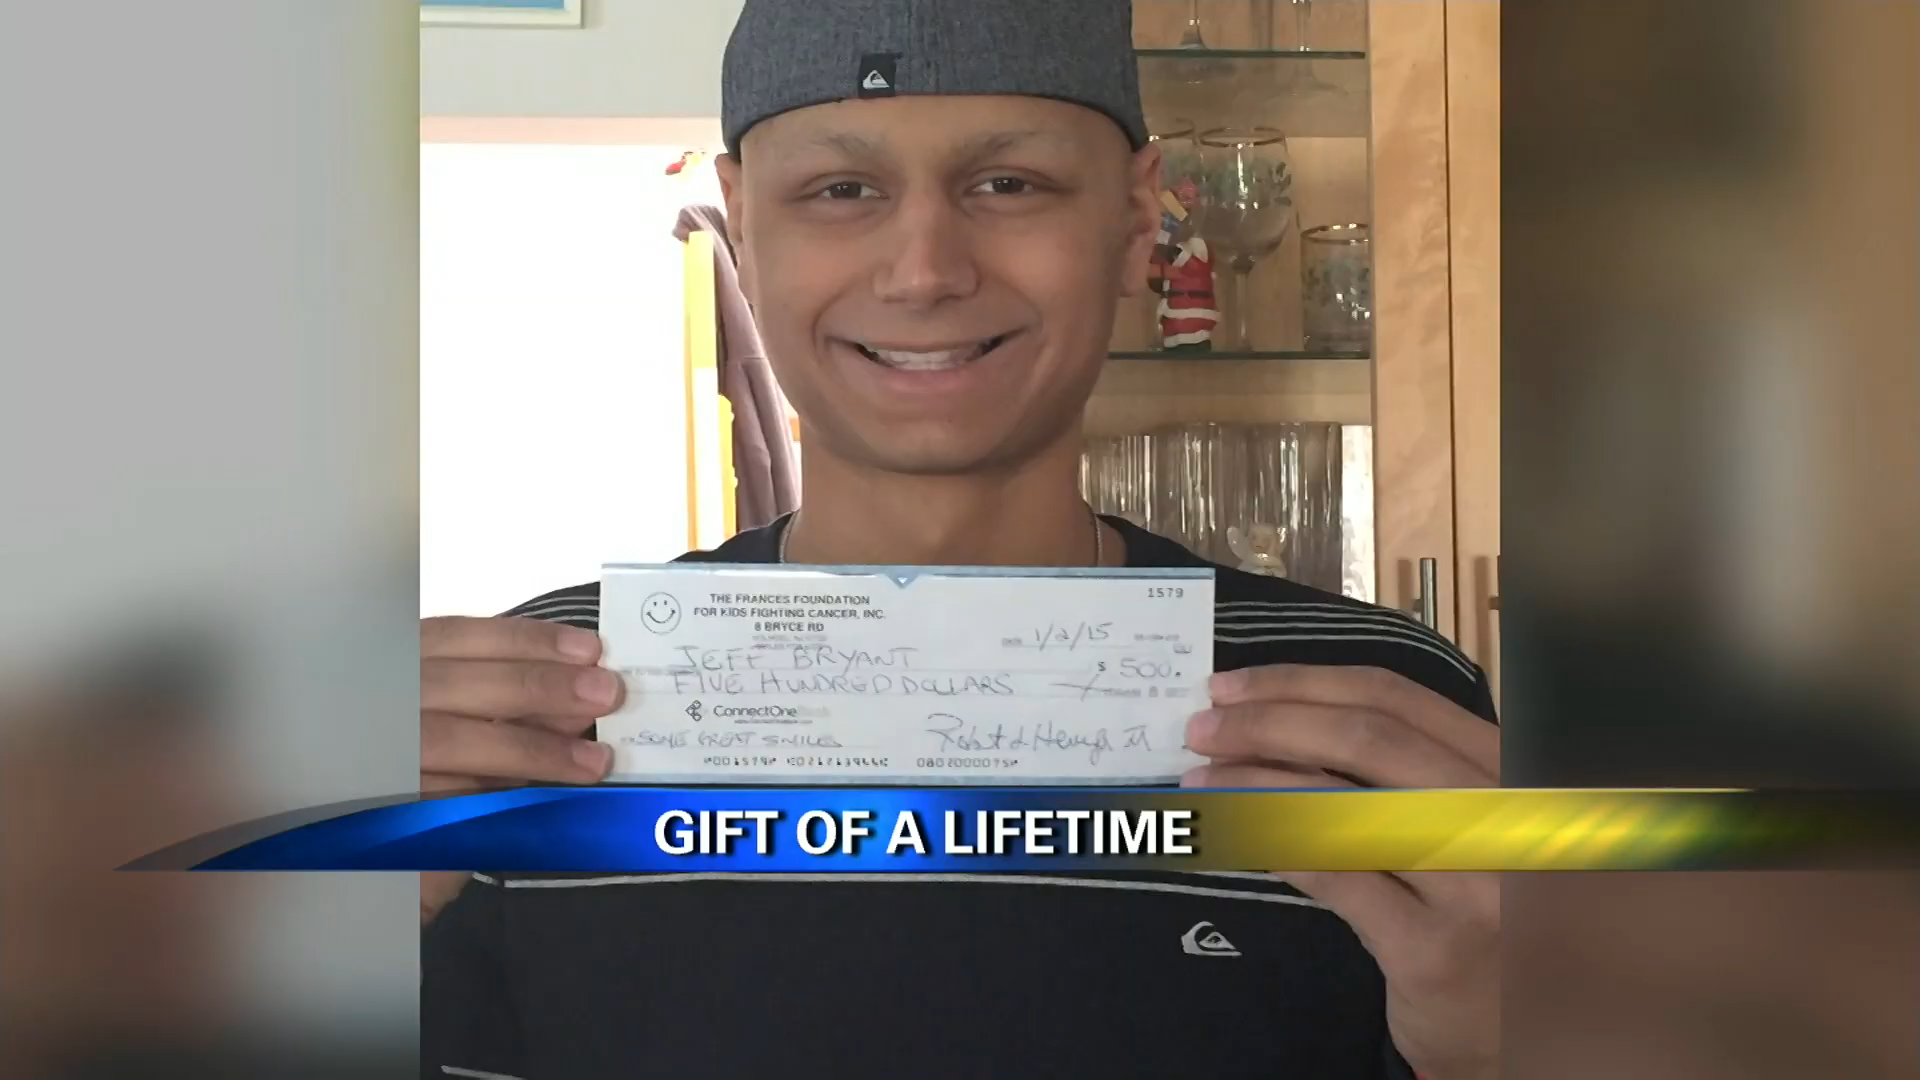 THE FRANCES FOUNDATION
FOR KIDS FIGHTING CANCER, INC.
8 BRYCE RD
1579
1/2/15
JEFF BRYANT
$ 500.
FIVE HUNDRED DOLLARS
ConnectOne Bank
SOME GREAT SMILES
GIFT OF A LIFETIME